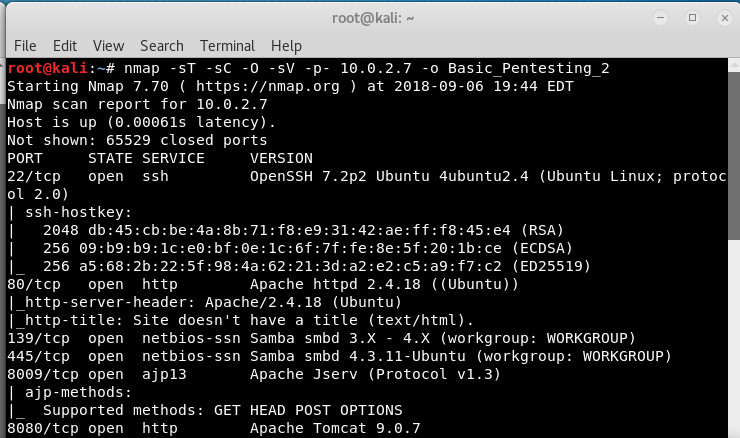 root@kali: ~
File Edit View Search Terminal Help
root@kali:~# nmap -sT -sC -O -sV -p- 10.0.2.7 -o Basic_Pentesting_2
Starting Nmap 7.70 ( https://nmap.org ) at 2018-09-06 19:44 EDT
Nmap scan report for 10.0.2.7
Host is up (0.00061s latency).
Not shown: 65529 closed ports
PORT     STATE SERVICE     VERSION
22/tcp   open  ssh         OpenSSH 7.2p2 Ubuntu 4ubuntu2.4 (Ubuntu Linux; protoc
ol 2.0)
| ssh-hostkey:
|   2048 db:45:cb:be:4a:8b:71:f8:e9:31:42:ae:ff:f8:45:e4 (RSA)
|   256 09:b9:b9:1c:e0:bf:0e:1c:6f:7f:fe:8e:5f:20:1b:ce (ECDSA)
|_  256 a5:68:2b:22:5f:98:4a:62:21:3d:a2:e2:c5:a9:f7:c2 (ED25519)
80/tcp   open  http        Apache httpd 2.4.18 ((Ubuntu))
|_http-server-header: Apache/2.4.18 (Ubuntu)
|_http-title: Site doesn't have a title (text/html).
139/tcp  open  netbios-ssn Samba smbd 3.X - 4.X (workgroup: WORKGROUP)
445/tcp  open  netbios-ssn Samba smbd 4.3.11-Ubuntu (workgroup: WORKGROUP)
8009/tcp open  ajp13       Apache Jserv (Protocol v1.3)
| ajp-methods:
|_  Supported methods: GET HEAD POST OPTIONS
8080/tcp open  http        Apache Tomcat 9.0.7